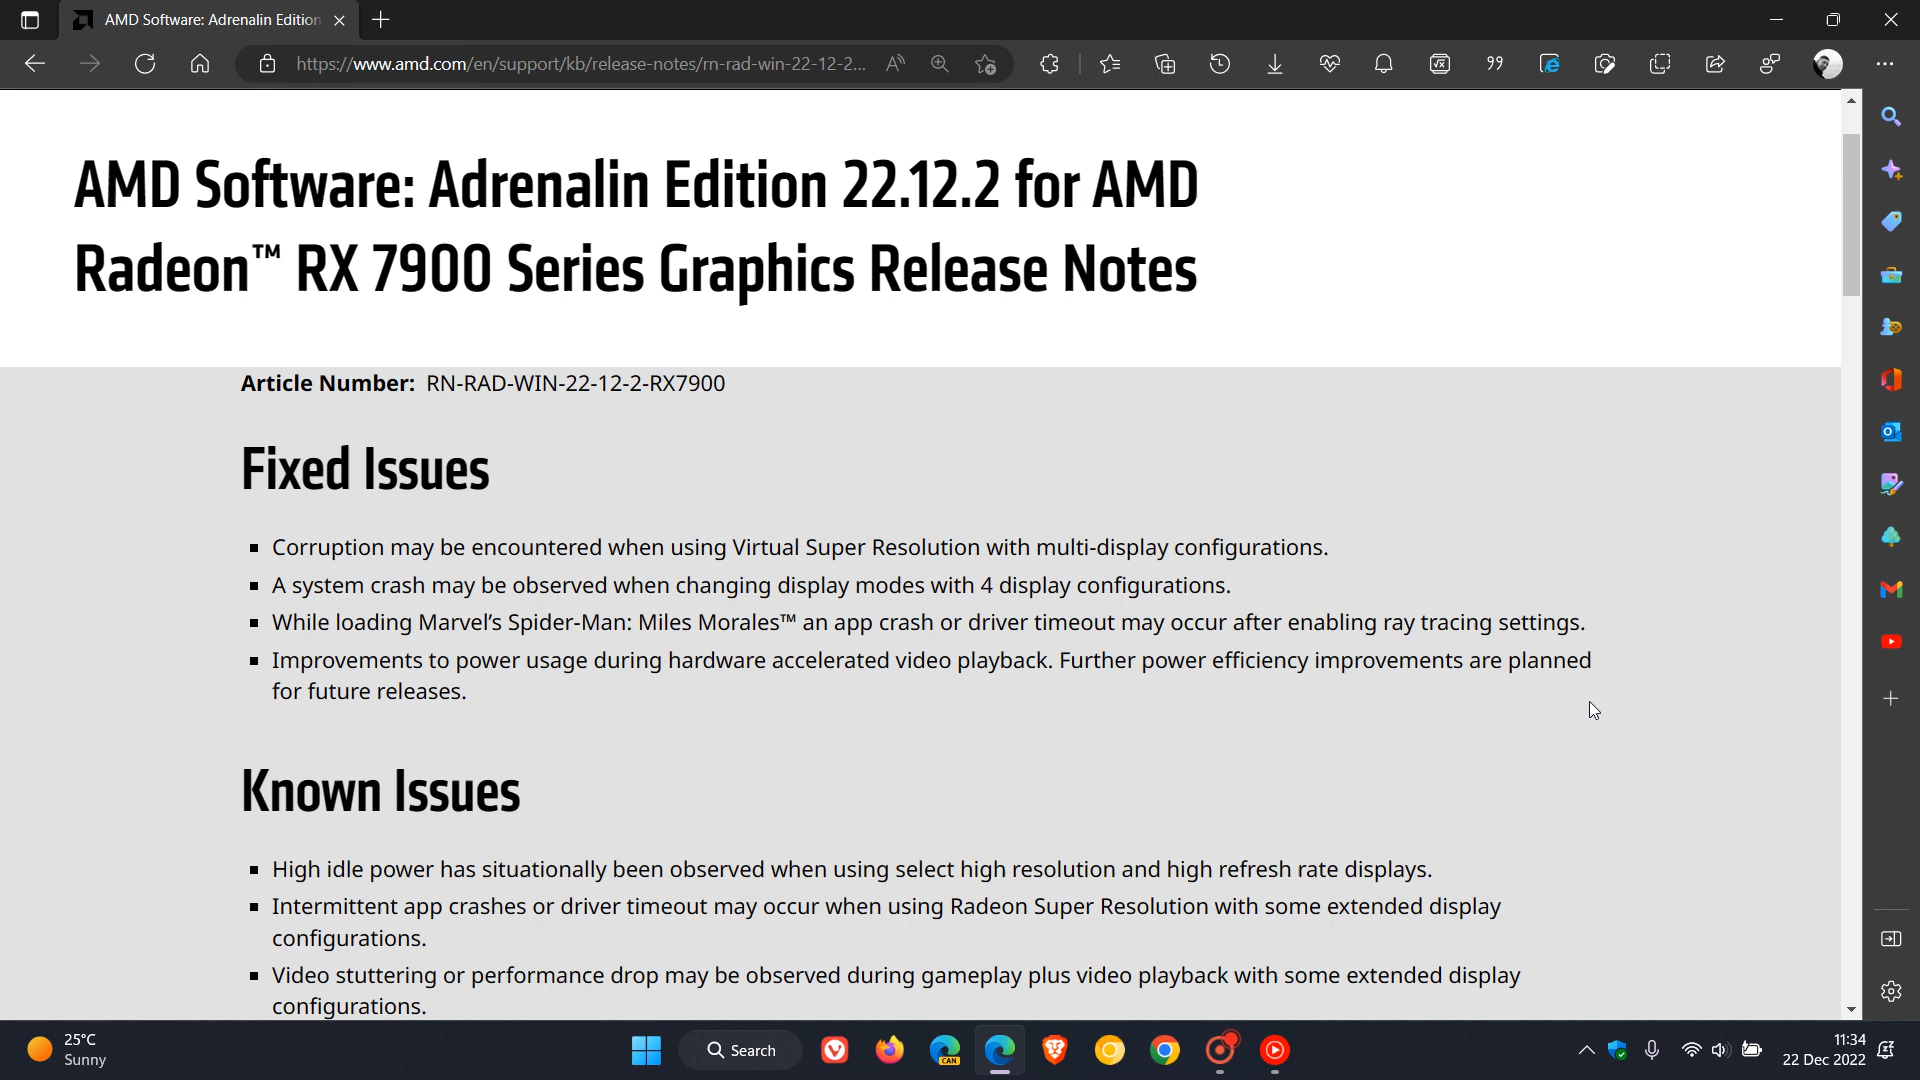 AMD Software: Adrenalin Edition
https://www.amd.com/en/support/kb/release-notes/rn-rad-win-22-12-2...
AMD Software: Adrenalin Edition 22.12.2 for AMD
Radeon™ RX 7900 Series Graphics Release Notes
Article Number: RN-RAD-WIN-22-12-2-RX7900
Fixed Issues
Corruption may be encountered when using Virtual Super Resolution with multi-display configurations.
A system crash may be observed when changing display modes with 4 display configurations.
While loading Marvel’s Spider-Man: Miles Morales™ an app crash or driver timeout may occur after enabling ray tracing settings.
Improvements to power usage during hardware accelerated video playback. Further power efficiency improvements are planned
for future releases.
Known Issues
High idle power has situationally been observed when using select high resolution and high refresh rate displays.
Intermittent app crashes or driver timeout may occur when using Radeon Super Resolution with some extended display
configurations.
Video stuttering or performance drop may be observed during gameplay plus video playback with some extended display
configurations.
25°C
Sunny
Search
CAN
11:34
22 Dec 2022